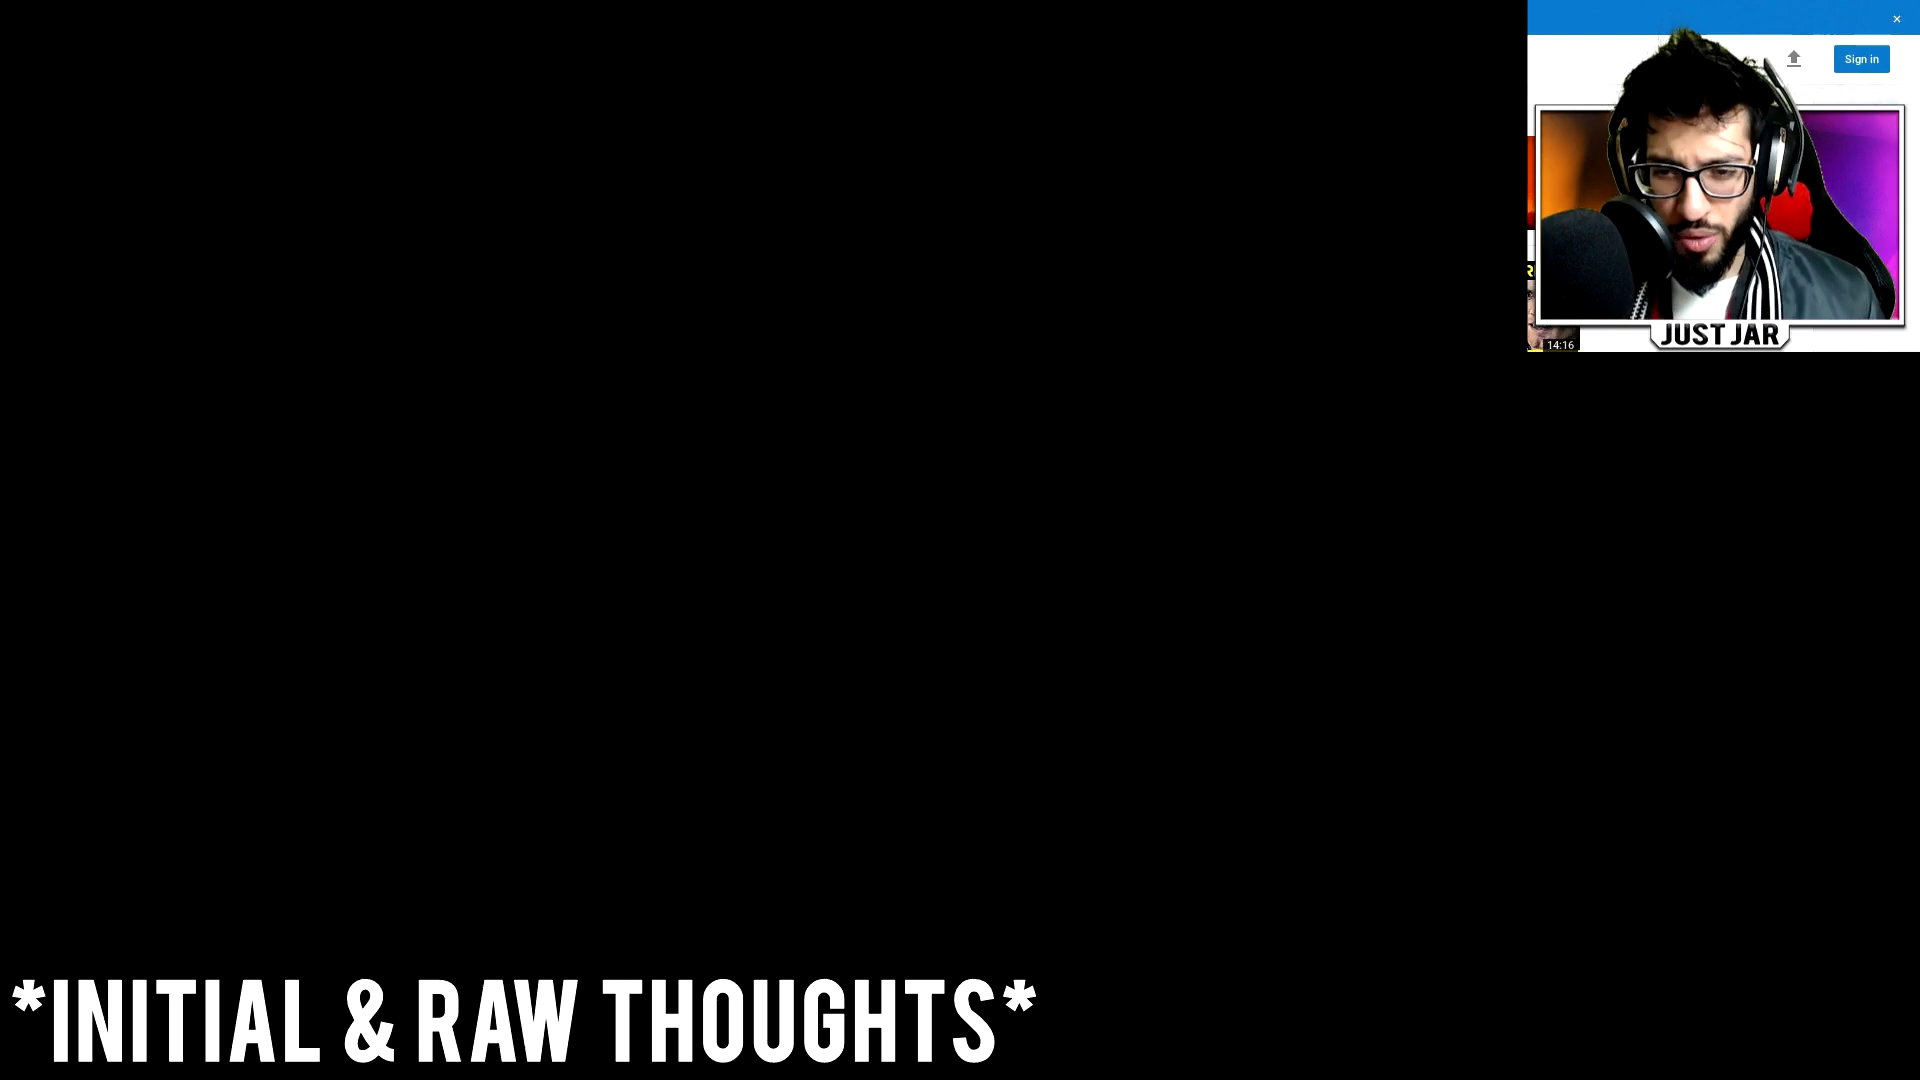 ×
Sign in
R
14:16
JUST JAR
*INITIAL & RAW THOUGHTS*